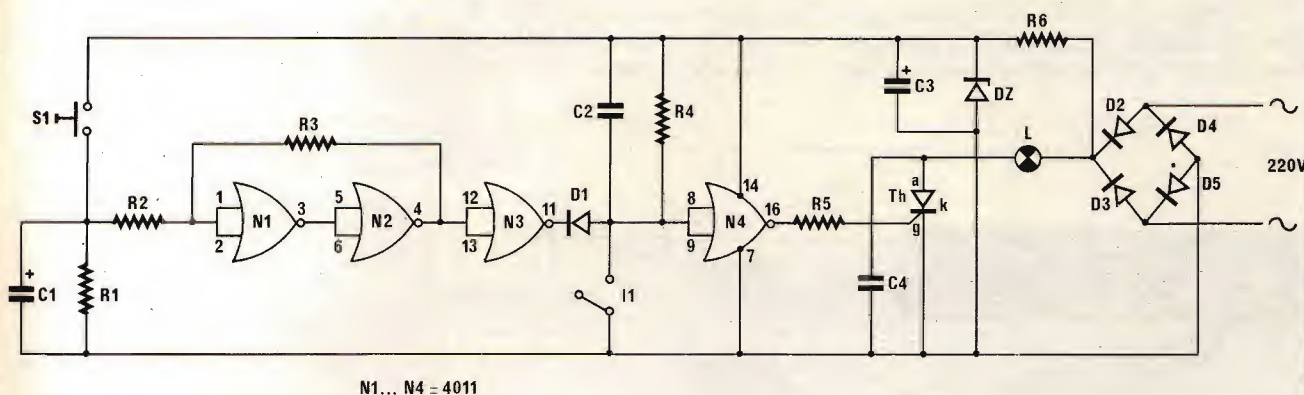 R6
S1
R3
C2
R4
C3
DZ
D2
D4
220V
L
D3
D5
R2
1
2
N1
3
5
6
N2
4
12
13
N3
11
D1
8
9
N4
14
16
7
R5
a
Th
k
g
C1
R1
I1
C4
N1... N4 = 4011